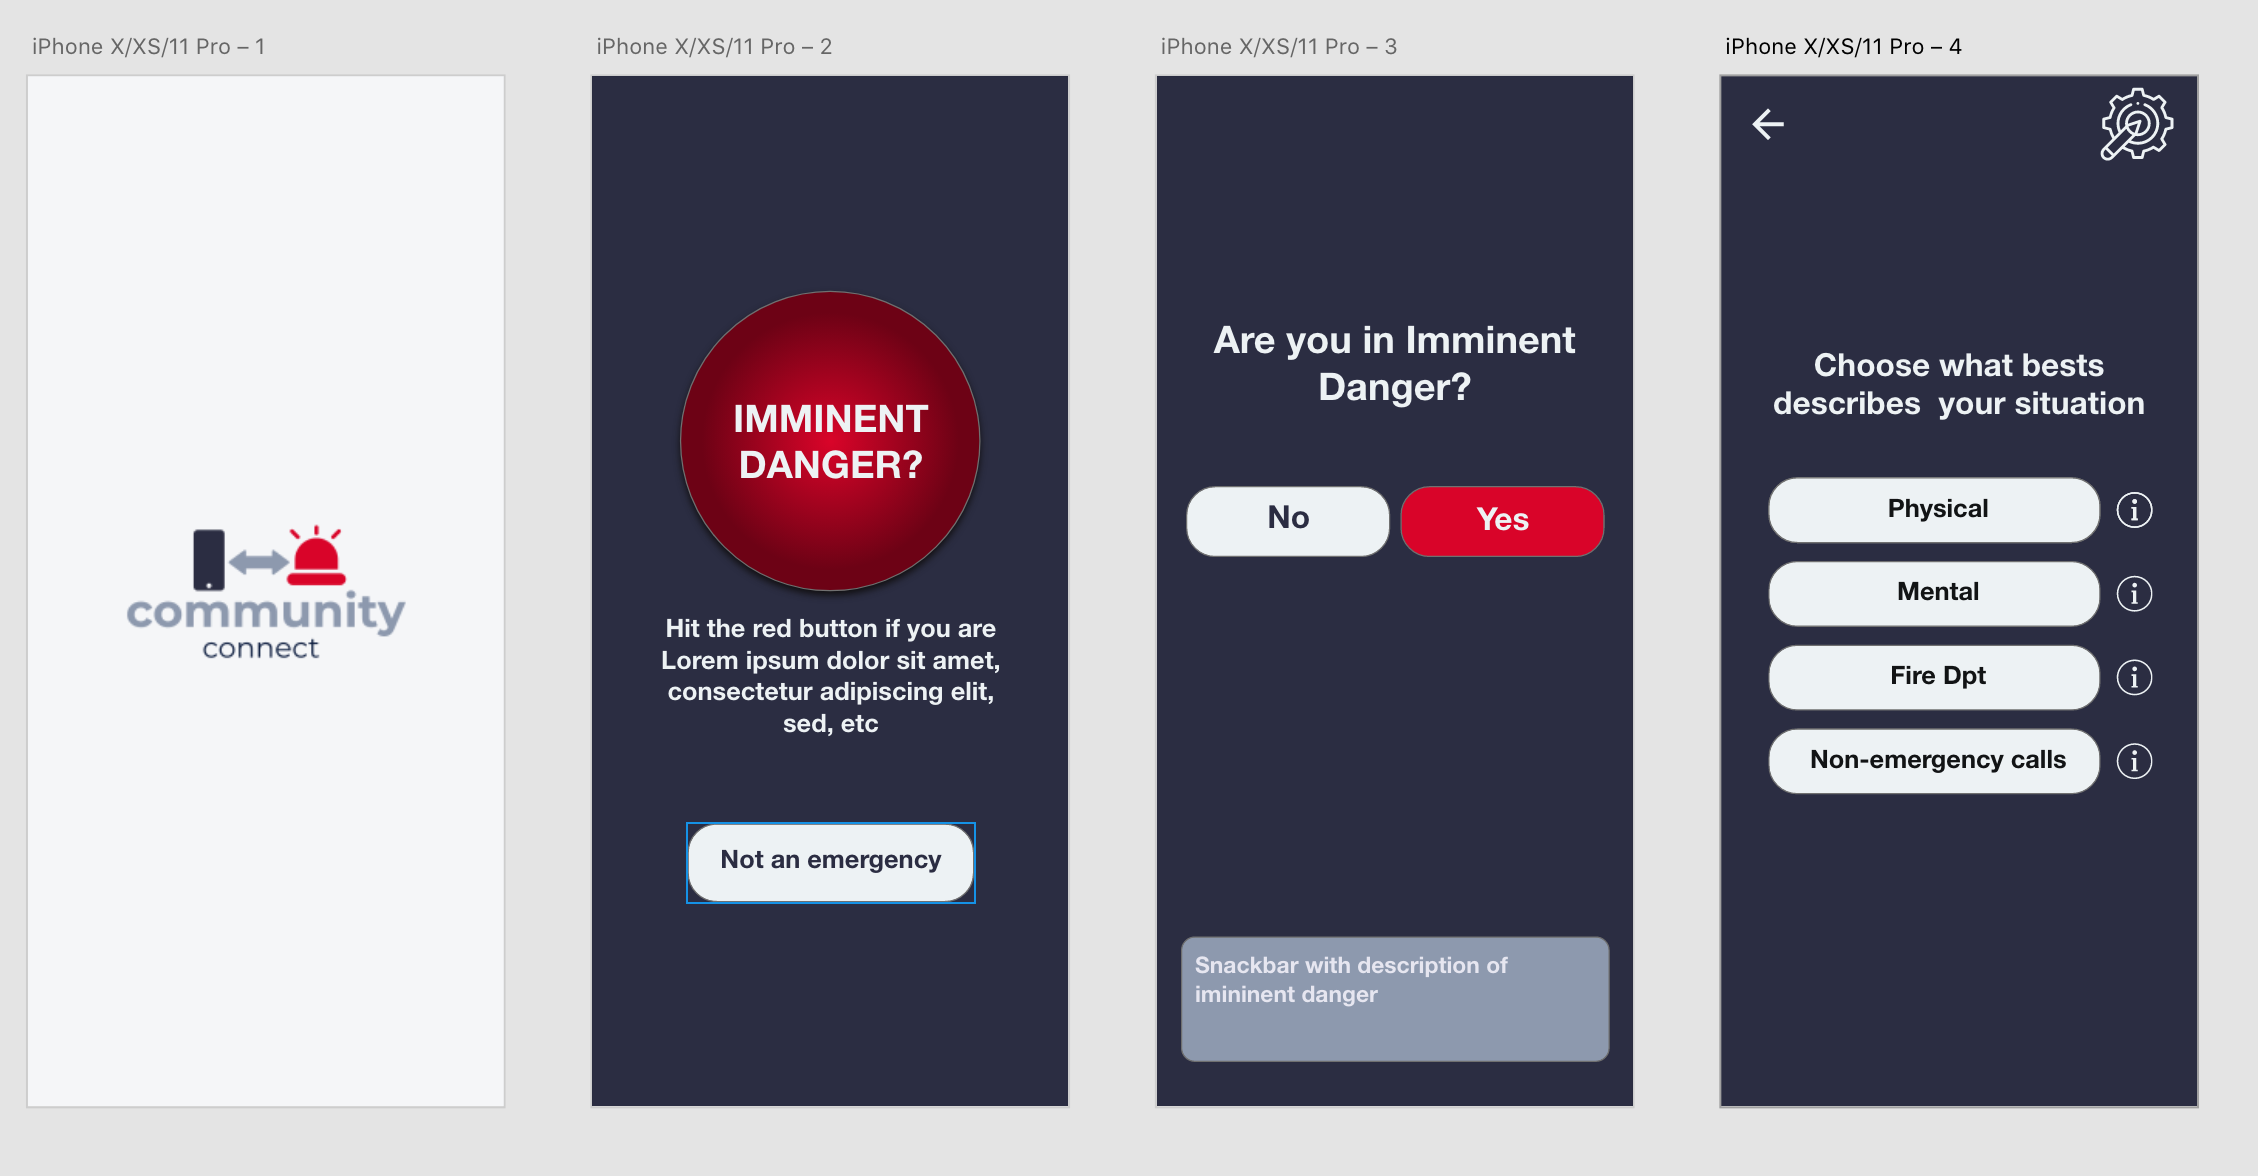 iPhone X/XS/11 Pro – 1
community
connect
iPhone X/XS/11 Pro – 2
IMMINENT
DANGER?
Hit the red button if you are
Lorem ipsum dolor sit amet,
consectetur adipiscing elit,
sed, etc
Not an emergency
iPhone X/XS/11 Pro – 3
Are you in Imminent
Danger?
No
Yes
Snackbar with description of
imininent danger
iPhone X/XS/11 Pro – 4
Choose what bests
describes  your situation
Physical
i
Mental
i
Fire Dpt
i
Non-emergency calls
i